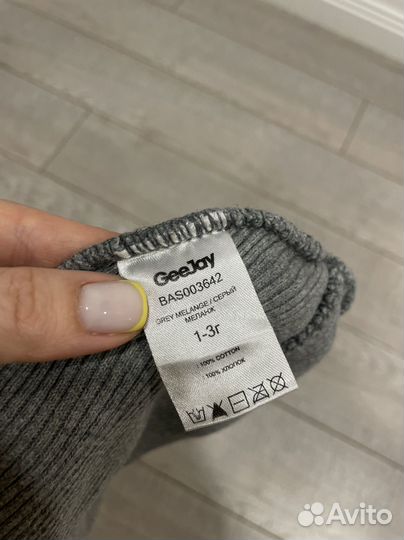 GeeJay
BAS003642
GREY MELANGE / СЕРЫЙ
МЕЛАНЖ
1-3г
: 100% COTTON
: 100% ХЛОПОК
Avito